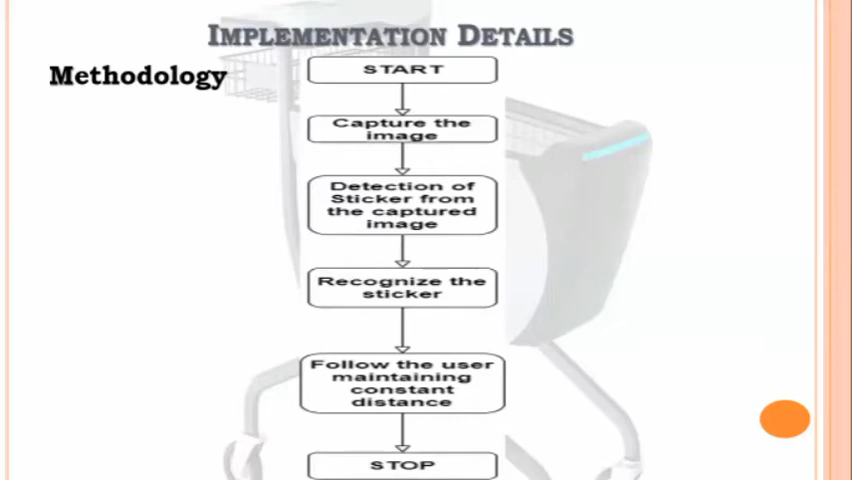 IMPLEMENTATION DETAILS
Methodology
START
Capture the
image
Detection of
Sticker from
the captured
image
Recognize the
sticker
Follow the user
maintaining
constant
distance
STOP